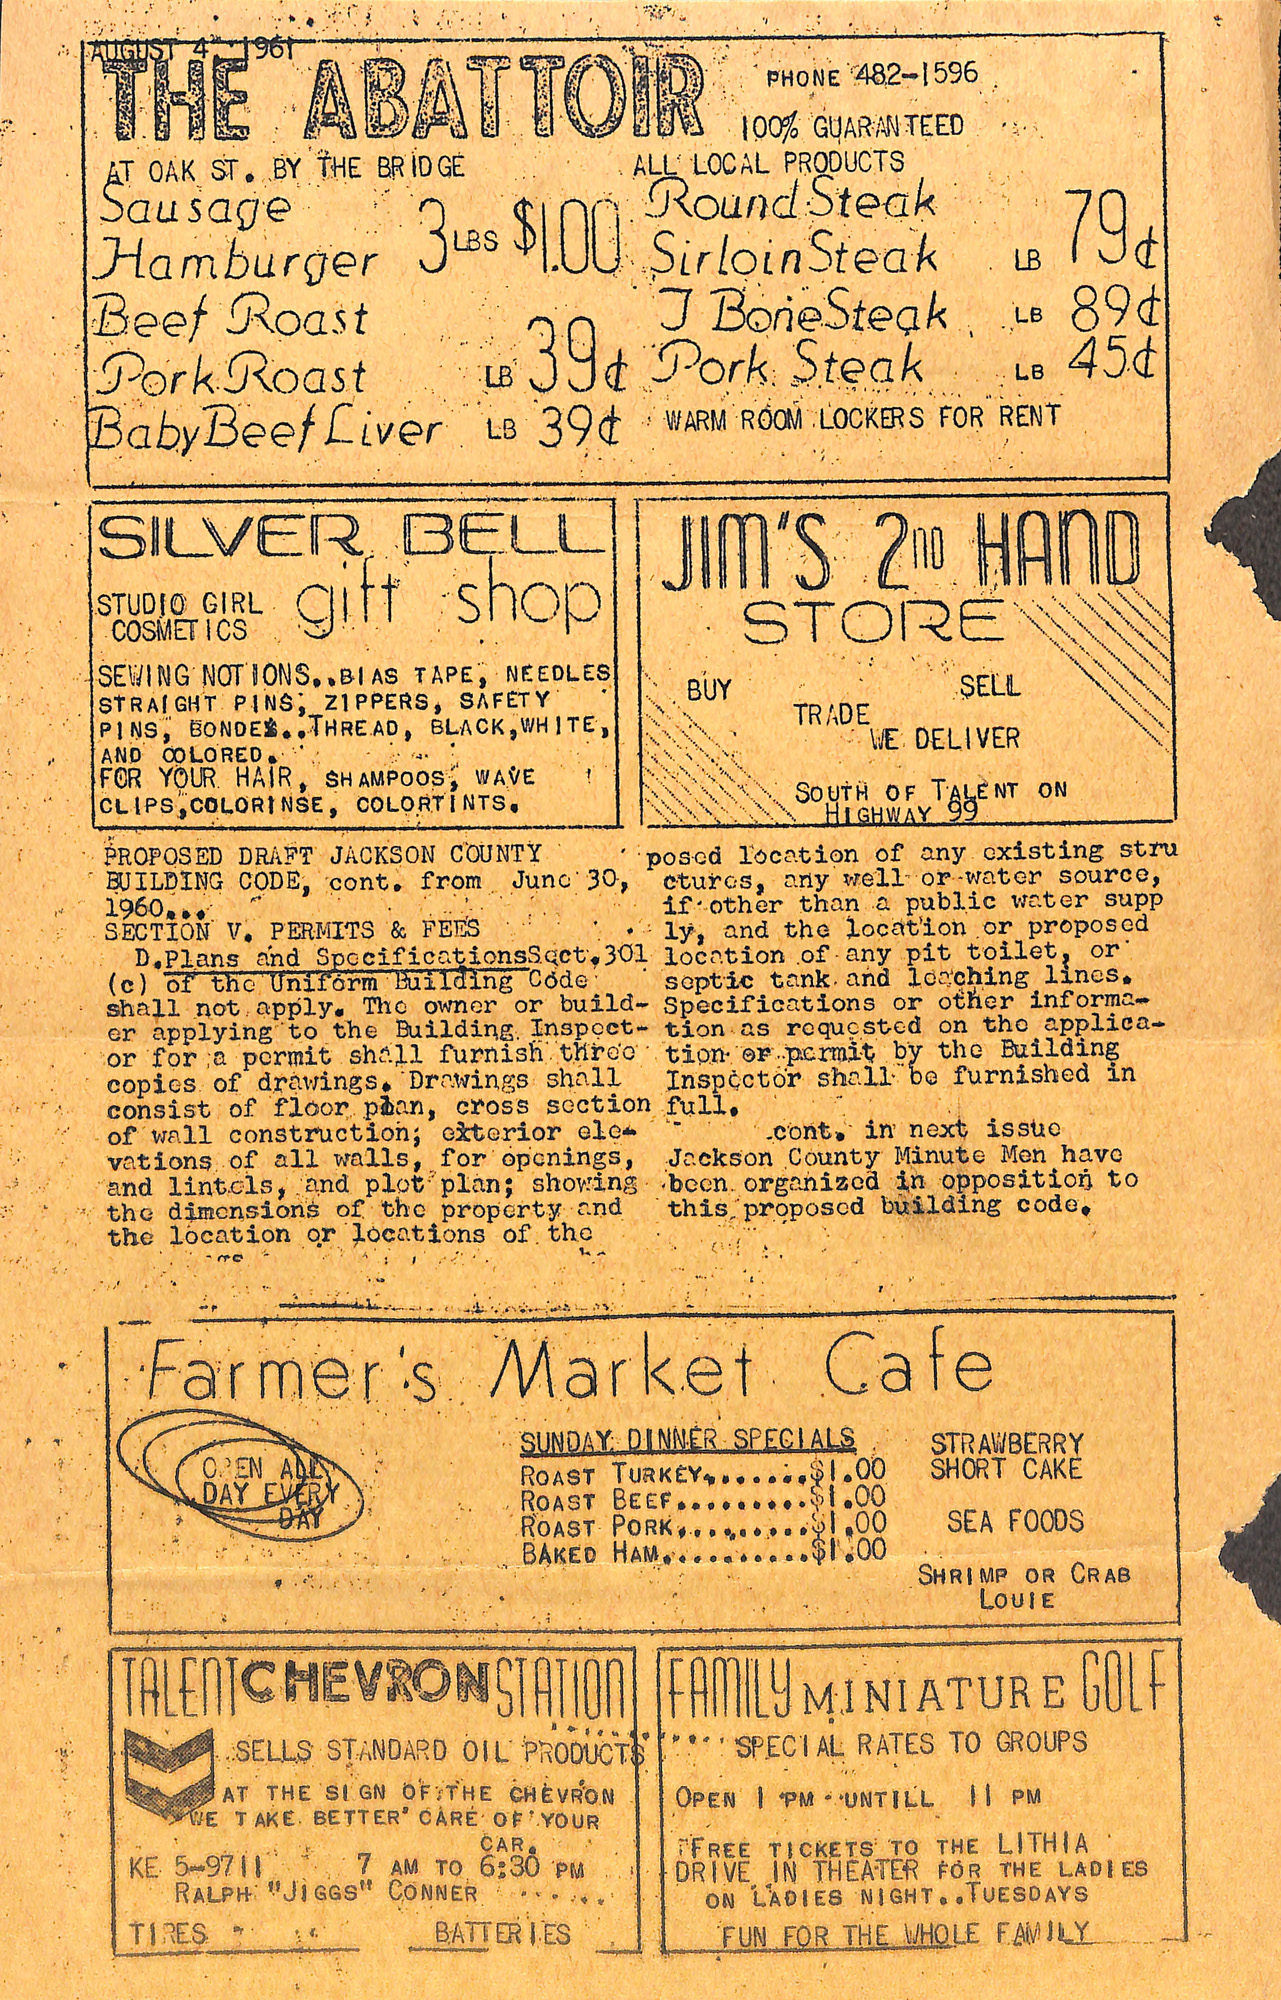 AUGUST 4, 1961
THE ABATTOIR
PHONE 482-1596
100% GUARANTEED
AT OAK ST. BY THE BRIDGE
ALL LOCAL PRODUCTS
Sausage
Hamburger 3 LBS $1.00
Beef Roast
Pork Roast LB 39¢
Baby Beef Liver LB 39¢
Round Steak
Sirloin Steak LB 79¢
T Bone Steak LB 89¢
Pork Steak LB 45¢
WARM ROOM LOCKERS FOR RENT
SILVER BELL
gift shop
STUDIO GIRL
COSMETICS
SEWING NOTIONS..BIAS TAPE, NEEDLES
STRAIGHT PINS, ZIPPERS, SAFETY
PINS, BONDEX..THREAD, BLACK,WHITE,
AND COLORED.
FOR YOUR HAIR, SHAMPOOS, WAVE
CLIPS,COLORINSE, COLORTINTS.
JIM'S 2ND HAND
STORE
BUY SELL
TRADE
WE DELIVER
SOUTH OF TALENT ON
HIGHWAY 99
PROPOSED DRAFT JACKSON COUNTY
BUILDING CODE, cont. from June 30,
1960...
SECTION V. PERMITS & FEES
D.Plans and SpecificationsSect.301
(c) of the Uniform Building Code
shall not apply. The owner or build-
er applying to the Building Inspect-
or for a permit shall furnish three
copies of drawings. Drawings shall
consist of floor plan, cross section
of wall construction; exterior ele-
vations of all walls, for openings,
and lintels, and plot plan; showing
the dimensions of the property and
the location or locations of the
posed location of any existing stru
ctures, any well or water source,
if other than a public water supp
ly, and the location or proposed
location of any pit toilet, or
septic tank and leaching lines.
Specifications or other informa-
tion as requested on the applica-
tion or permit by the Building
Inspector shall be furnished in
full.
cont. in next issue
Jackson County Minute Men have
been organized in opposition to
this proposed building code.
Farmer's Market Cafe
OPEN ALL
DAY EVERY
DAY
SUNDAY DINNER SPECIALS
ROAST TURKEY.......$1.00
ROAST BEEF.........$1.00
ROAST PORK.........$1.00
BAKED HAM..........$1.00
STRAWBERRY
SHORT CAKE
SEA FOODS
SHRIMP OR CRAB
LOUIE
TALENT CHEVRON STATION
SELLS STANDARD OIL PRODUCTS
AT THE SIGN OF THE CHEVRON
WE TAKE BETTER CARE OF YOUR
CAR.
KE 5-9711 7 AM TO 6:30 PM
RALPH "JIGGS" CONNER
TIRES BATTERIES
FAMILY MINIATURE GOLF
SPECIAL RATES TO GROUPS
OPEN 1 PM UNTILL 11 PM
FREE TICKETS TO THE LITHIA
DRIVE IN THEATER FOR THE LADIES
ON LADIES NIGHT..TUESDAYS
FUN FOR THE WHOLE FAMILY